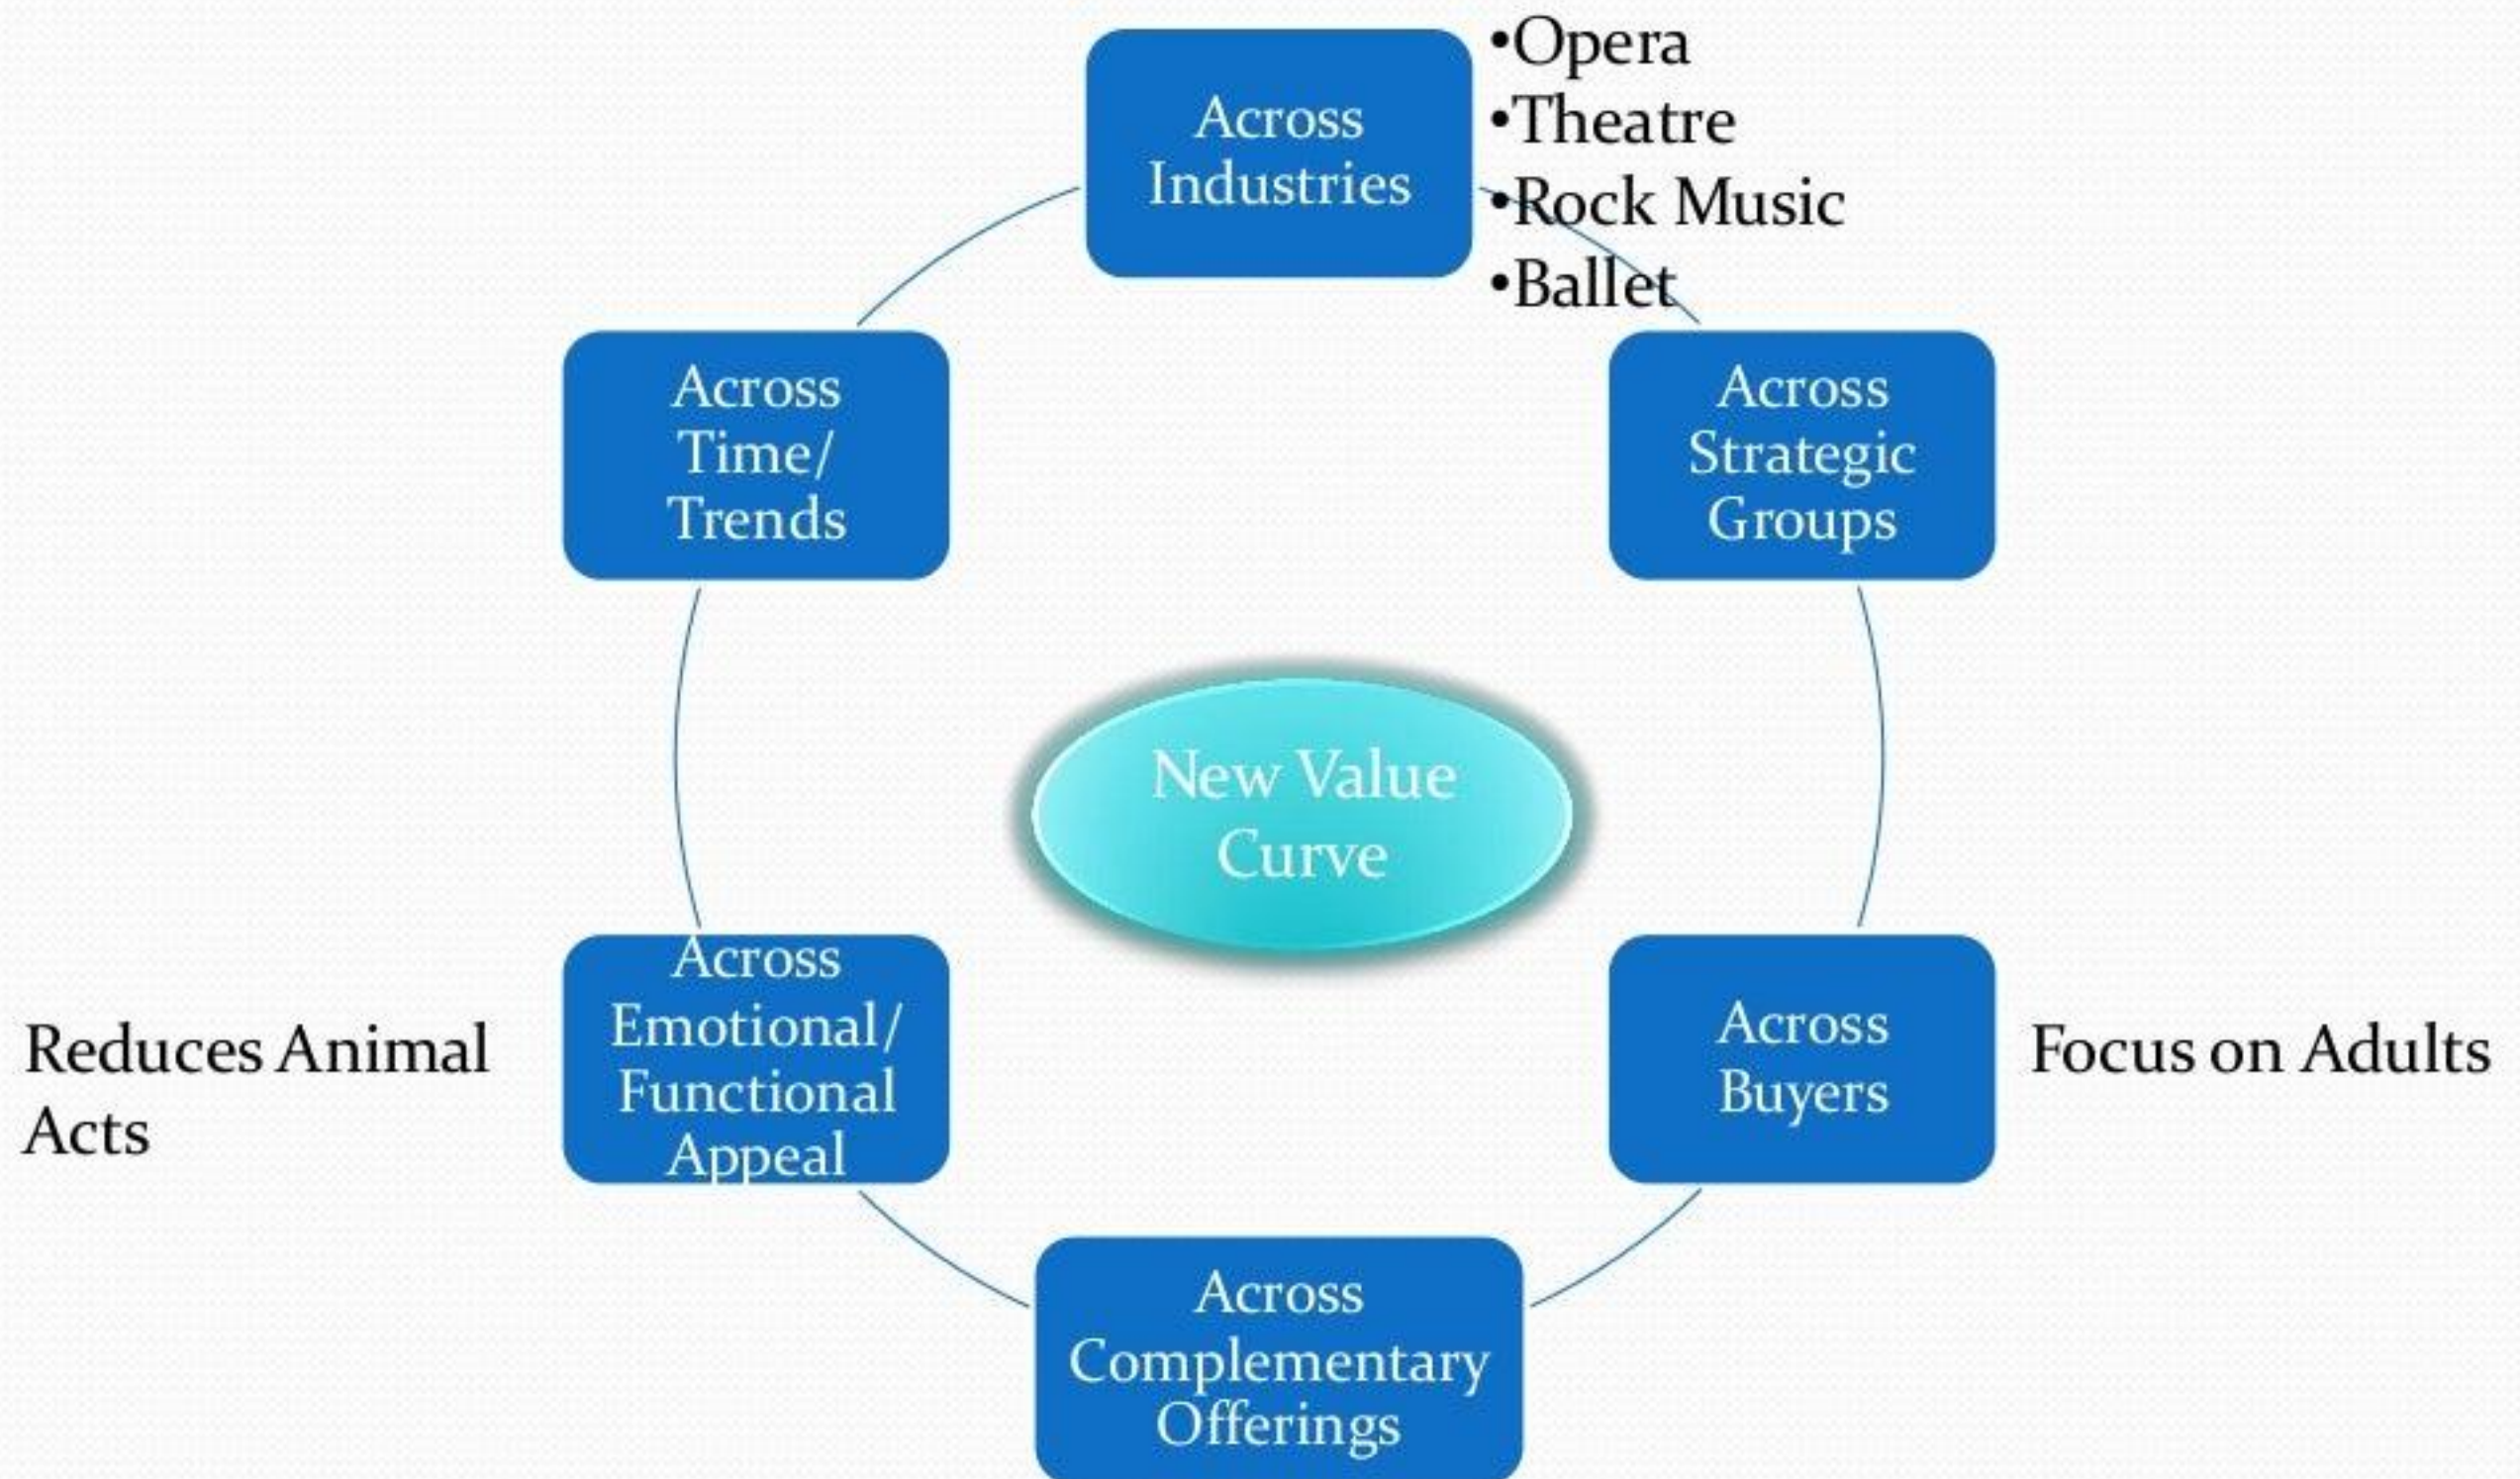 Across
Industries
•Opera
•Theatre
•Rock Music
•Ballet
Across
Time/
Trends
Across
Strategic
Groups
New Value
Curve
Reduces Animal
Acts
Across
Emotional/
Functional
Appeal
Across
Buyers
Focus on Adults
Across
Complementary
Offerings